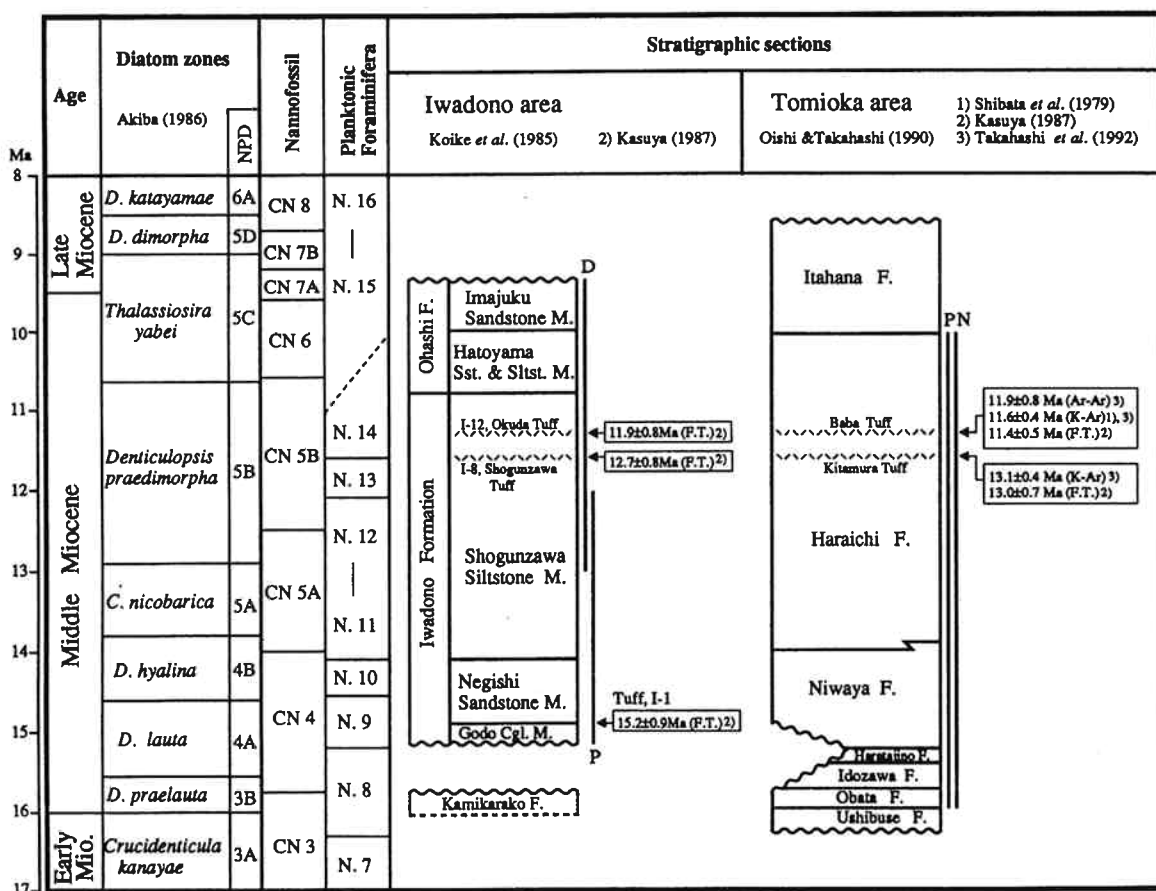 Age
Diatom zones
Akiba (1986)
NPD
Nannofossil
Planktonic
Foraminifera
Stratigraphic sections
Iwadono area
Koike et al. (1985)
2) Kasuya (1987)
Tomioka area
Oishi &Takahashi (1990)
1) Shibata et al. (1979)
2) Kasuya (1987)
3) Takahashi et al. (1992)
Ma
8
9
10
11
12
13
14
15
16
17
Late
Miocene
Middle Miocene
Early
Mio.
D. katayamae
6A
D. dimorpha
5D
Thalassiosira
yabei
5C
Denticulopsis
praedimorpha
5B
C. nicobarica
5A
D. hyalina
4B
D. lauta
4A
D. praelauta
3B
Crucidenticula
kanayae
3A
CN 8
CN 7B
CN 7A
CN 6
CN 5B
CN 5A
CN 4
CN 3
N. 16
N. 15
N. 14
N. 13
N. 12
N. 11
N. 10
N. 9
N. 8
N. 7
Ohashi F.
Imajuku
Sandstone M.
Hatoyama
Sst. & Sltst. M.
Iwadono Formation
I-12, Okuda Tuff
I-8, Shogunzawa
Tuff
Shogunzawa
Siltstone M.
Negishi
Sandstone M.
Godo Cgl. M.
Kamikarako F.
D
11.9±0.8Ma (F.T.)2)
12.7±0.8Ma (F.T.)2)
Tuff, I-1
15.2±0.9Ma (F.T.)2)
P
Itahana F.
PN
Baba Tuff
Kitamura Tuff
Haraichi F.
Niwaya F.
Idozawa F.
Obata F.
Ushibuse F.
11.9±0.8 Ma (Ar-Ar) 3)
11.6±0.4 Ma (K-Ar)1), 3)
11.4±0.5 Ma (F.T.)2)
13.1±0.4 Ma (K-Ar) 3)
13.0±0.7 Ma (F.T.)2)